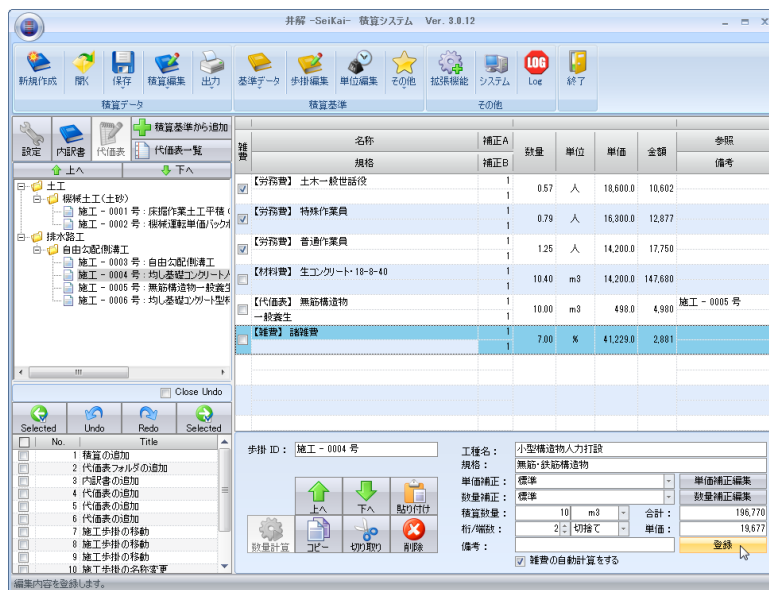 井解 -SeiKai- 積算システム Ver. 3.0.12
新規作成 開く 保存 積算編集 出力 基準データ 歩掛編集 単位編集 その他 拡張機能 システム Log 終了
積算データ 積算基準 その他
設定 内訳書 代価表 積算基準から追加
代価表一覧
上へ 下へ
土工
機械土工(土砂)
施工 - 0001 号 : 床掘作業土工平積
施工 - 0002 号 : 機械運転単価バックホ
排水路工
自由勾配側溝工
施工 - 0003 号 : 自由勾配側溝工
施工 - 0004 号 : 均し基礎コンクリート人
施工 - 0005 号 : 無筋構造物一般養生
施工 - 0006 号 : 均し基礎コンクリート型枠
Close Undo
Selected Undo Redo Selected
No. Title
1 積算の追加
2 代価表フォルダの追加
3 内訳書の追加
4 代価表の追加
5 代価表の追加
6 代価表の追加
7 施工歩掛の移動
8 施工歩掛の移動
9 施工歩掛の移動
10 施工歩掛の名称変更
雑費 名称 補正A 数量 単位 単価 金額 参照
規格 補正B 備考
【労務費】 土木一般世話役 1 0.57 人 18,600.0 10,602
1
【労務費】 特殊作業員 1 0.79 人 16,300.0 12,877
1
【労務費】 普通作業員 1 1.25 人 14,200.0 17,750
1
【材料費】 生コンクリート・18-8-40 1 10.40 m3 14,200.0 147,680
1
【代価表】 無筋構造物 1 10.00 m3 498.0 4,980 施工 - 0005 号
一般養生 1
【雑費】 諸雑費 1 7.00 % 41,229.0 2,881
1
歩掛 ID : 施工 - 0004 号
上へ 下へ 貼り付け
数量計算 コピー 切り取り 削除
工種名 : 小型構造物人力打設
規格 : 無筋・鉄筋構造物
単価補正 : 標準 単価補正編集
数量補正 : 標準 数量補正編集
積算数量 : 10 m3 合計 : 196,770
桁/端数 : 2 切捨て 単価 : 19,677
備考 : 登録
雑費の自動計算をする
編集内容を登録します。